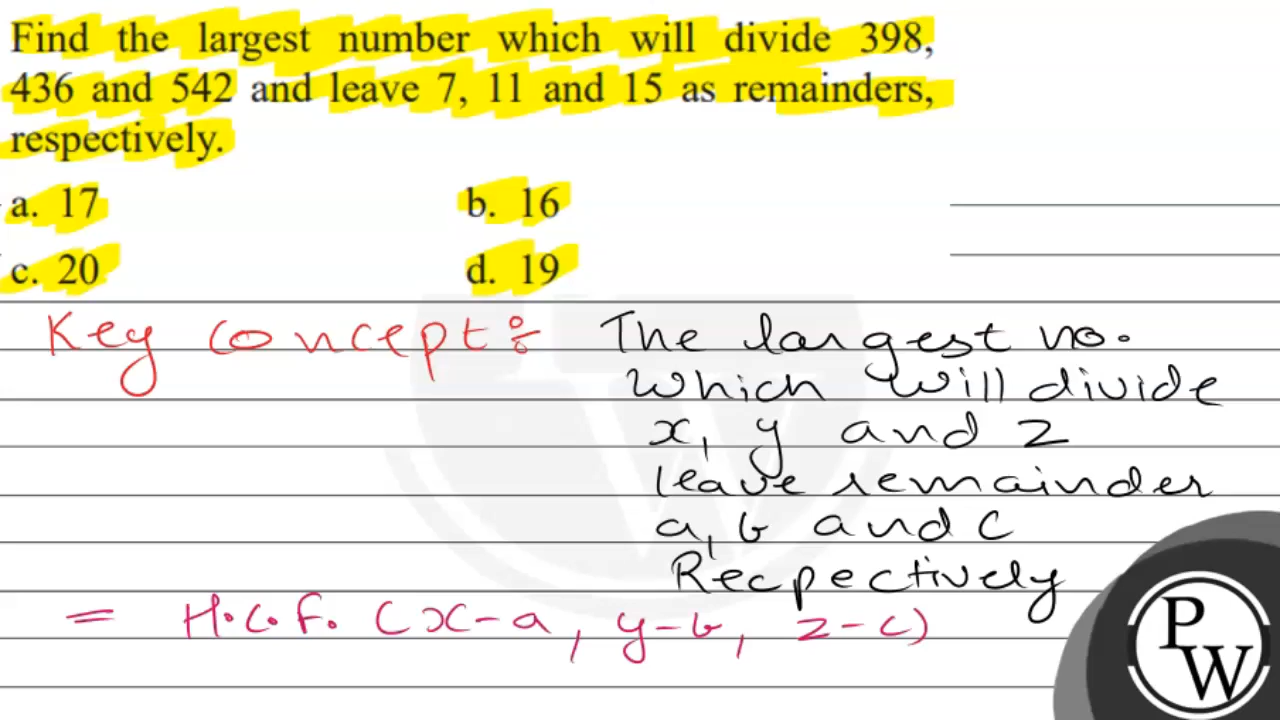 Find the largest number which will divide 398,
436 and 542 and leave 7, 11 and 15 as remainders,
respectively.
a. 17 b. 16
c. 20 d. 19
Key concept: The largest no.
which will divide
x, y and z
leave remainder
a, b and c
Recpectively
= H.C.F. (x-a, y-b, z-c)
P
W